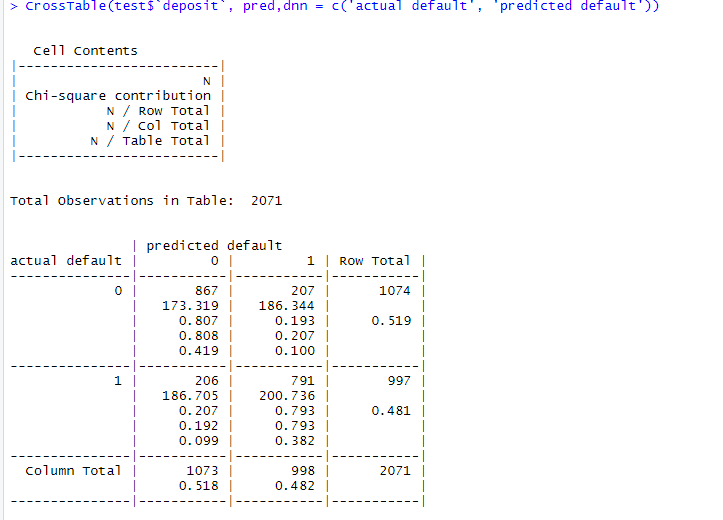 > CrossTable(test$`deposit`, pred,dnn = c('actual default', 'predicted default'))
   Cell Contents
|-------------------------|
|                       N |
| Chi-square contribution |
|           N / Row Total |
|           N / Col Total |
|         N / Table Total |
|-------------------------|
Total Observations in Table:  2071
               | predicted default
actual default |         0 |         1 | Row Total |
---------------|-----------|-----------|-----------|
             0 |       867 |       207 |      1074 |
               |   173.319 |   186.344 |           |
               |     0.807 |     0.193 |     0.519 |
               |     0.808 |     0.207 |           |
               |     0.419 |     0.100 |           |
---------------|-----------|-----------|-----------|
             1 |       206 |       791 |       997 |
               |   186.705 |   200.736 |           |
               |     0.207 |     0.793 |     0.481 |
               |     0.192 |     0.793 |           |
               |     0.099 |     0.382 |           |
---------------|-----------|-----------|-----------|
  Column Total |      1073 |       998 |      2071 |
               |     0.518 |     0.482 |           |
---------------|-----------|-----------|-----------|